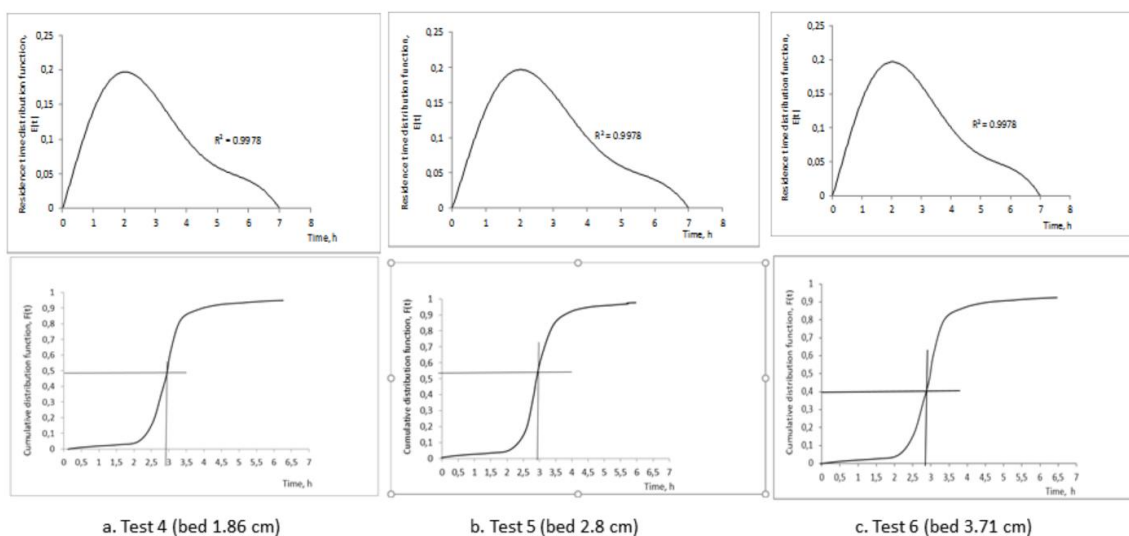 Residence time distribution function,
E[t]
0,25
0,2
0,15
0,1
0,05
0
0 1 2 3 4 5 6 7 8
Time, h
R² = 0.9978
Residence time distribution function,
E[t]
0,25
0,2
0,15
0,1
0,05
0
0 1 2 3 4 5 6 7 8
Time, h
R² = 0.9978
Residence time distribution function,
E[t]
0,25
0,2
0,15
0,1
0,05
0
0 1 2 3 4 5 6 7 8
Time, h
R² = 0.9978
Cumulative distribution function, F(t)
1
0,9
0,8
0,7
0,6
0,5
0,4
0,3
0,2
0,1
0
0 0,5 1 1,5 2 2,5 3 3,5 4 4,5 5 5,5 6 6,5 7
Time, h
Cumulative distribution function, F(t)
1
0,9
0,8
0,7
0,6
0,5
0,4
0,3
0,2
0,1
0
0 0,5 1 1,5 2 2,5 3 3,5 4 4,5 5 5,5 6 6,5 7
Time, h
Cumulative distribution function, F(t)
1
0,9
0,8
0,7
0,6
0,5
0,4
0,3
0,2
0,1
0
0 0,5 1 1,5 2 2,5 3 3,5 4 4,5 5 5,5 6 6,5 7
Time, h
a. Test 4 (bed 1.86 cm)
b. Test 5 (bed 2.8 cm)
c. Test 6 (bed 3.71 cm)